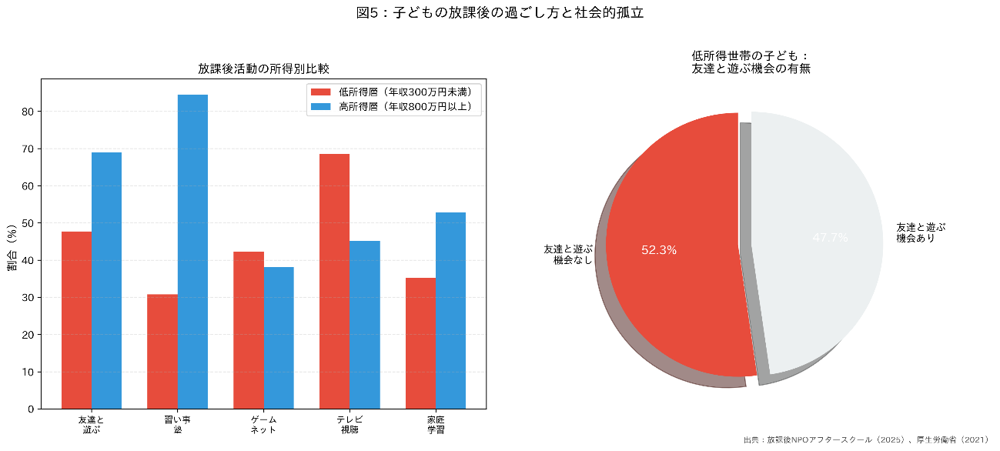 図5：子どもの放課後の過ごし方と社会的孤立
放課後活動の所得別比較
低所得層（年収300万円未満）
高所得層（年収800万円以上）
割合（%）
80
70
60
50
40
30
20
10
0
友達と
遊ぶ
習い事
塾
ゲーム
ネット
テレビ
視聴
家庭
学習
低所得世帯の子ども：
友達と遊ぶ機会の有無
友達と遊ぶ
機会なし
52.3%
47.7%
友達と遊ぶ
機会あり
出典：放課後NPOアフタースクール（2025）、厚生労働省（2021）